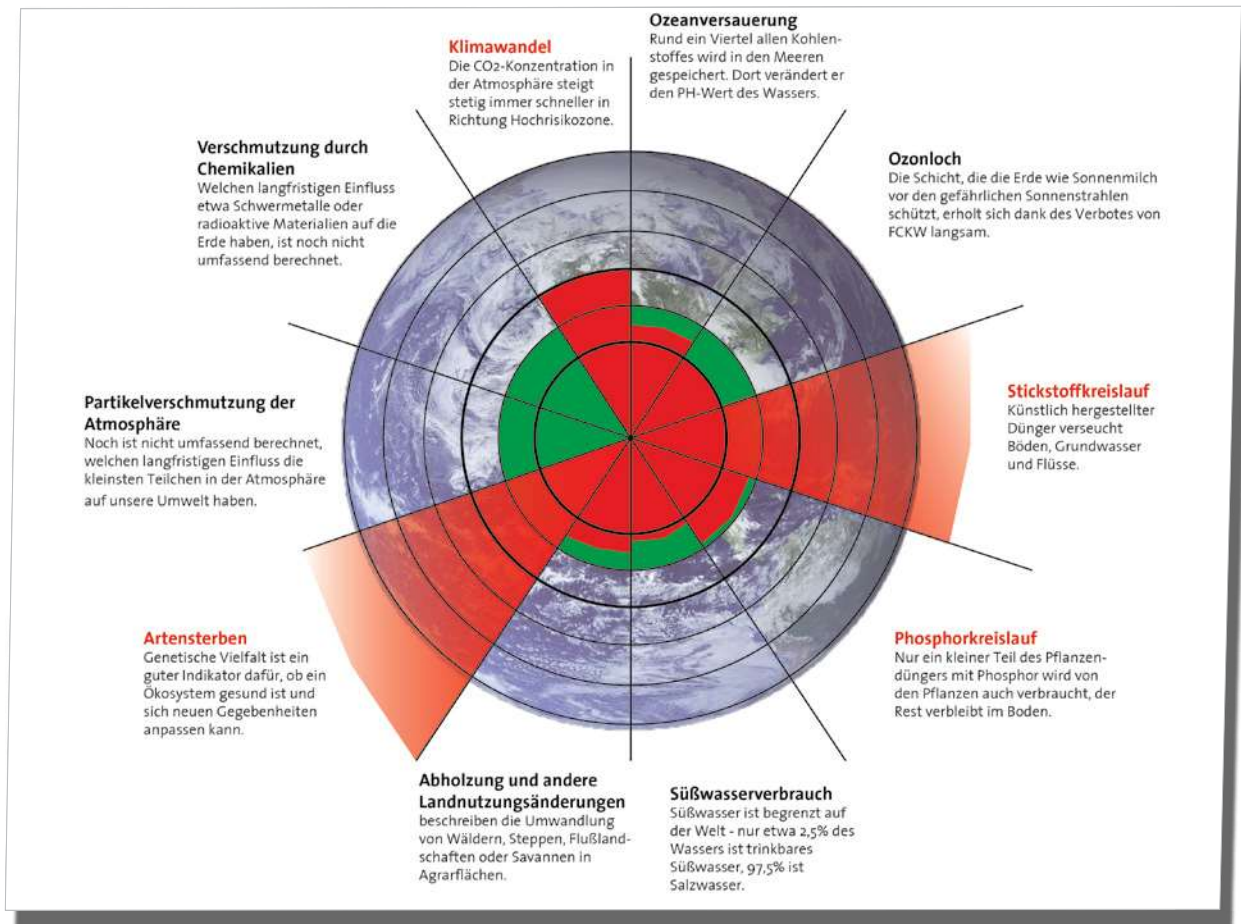 Ozeanversauerung
Rund ein Viertel allen Kohlen-
stoffes wird in den Meeren
gespeichert. Dort verändert er
den PH-Wert des Wassers.
Klimawandel
Die CO2-Konzentration in
der Atmosphäre steigt
stetig immer schneller in
Richtung Hochrisikozone.
Verschmutzung durch
Chemikalien
Welchen langfristigen Einfluss
etwa Schwermetalle oder
radioaktive Materialien auf die
Erde haben, ist noch nicht
umfassend berechnet.
Ozonloch
Die Schicht, die die Erde wie Sonnenmilch
vor den gefährlichen Sonnenstrahlen
schützt, erholt sich dank des Verbotes von
FCKW langsam.
Partikelverschmutzung der
Atmosphäre
Noch ist nicht umfassend berechnet,
welchen langfristigen Einfluss die
kleinsten Teilchen in der Atmosphäre
auf unsere Umwelt haben.
Stickstoffkreislauf
Künstlich hergestellter
Dünger verseucht
Böden, Grundwasser
und Flüsse.
Artensterben
Genetische Vielfalt ist ein
guter Indikator dafür, ob ein
Ökosystem gesund ist und
sich neuen Gegebenheiten
anpassen kann.
Phosphorkreislauf
Nur ein kleiner Teil des Pflanzen-
düngers mit Phosphor wird von
den Pflanzen auch verbraucht, der
Rest verbleibt im Boden.
Abholzung und andere
Landnutzungsänderungen
beschreiben die Umwandlung
von Wäldern, Steppen, Flußland-
schaften oder Savannen in
Agrarflächen.
Süßwasserverbrauch
Süßwasser ist begrenzt auf
der Welt - nur etwa 2,5% des
Wassers ist trinkbares
Süßwasser, 97,5% ist
Salzwasser.